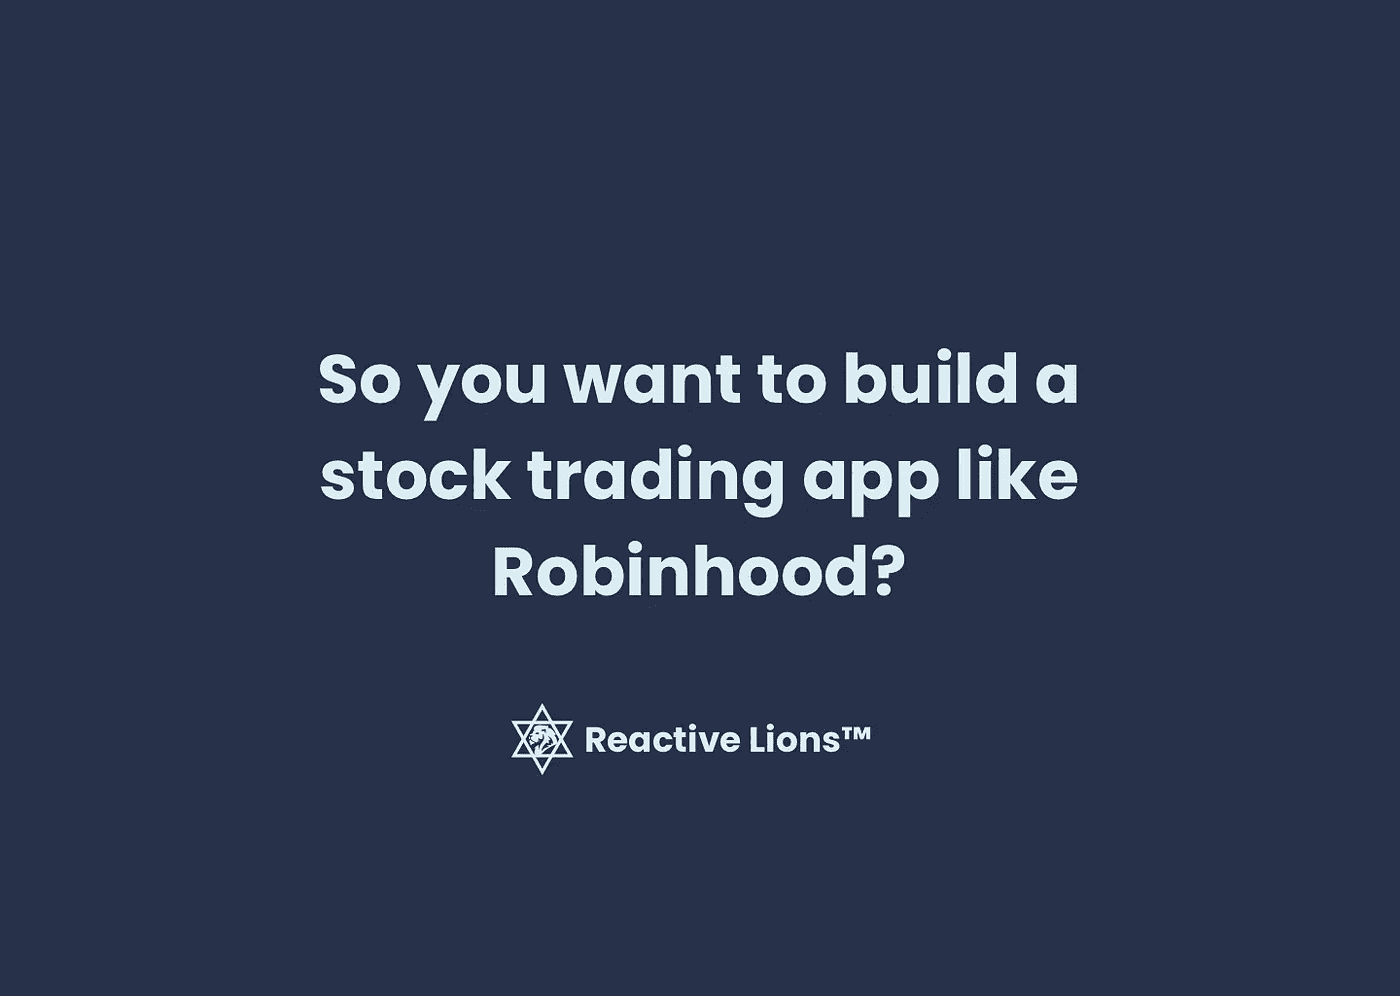 So you want to build a
stock trading app like
Robinhood?
Reactive Lions™